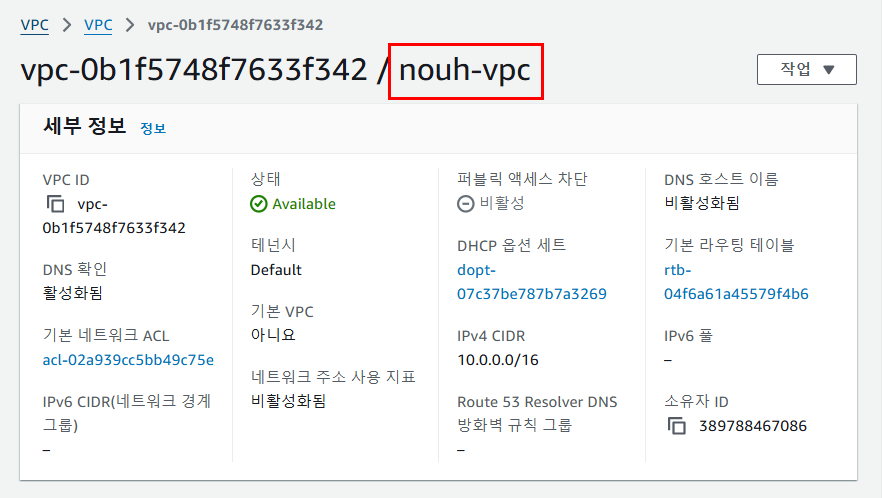 VPC > VPC > vpc-0b1f5748f7633f342
vpc-0b1f5748f7633f342 / nouh-vpc
작업 ▼
세부 정보 정보
VPC ID
vpc-
0b1f5748f7633f342
DNS 확인
활성화됨
기본 네트워크 ACL
acl-02a939cc5bb49c75e
IPv6 CIDR(네트워크 경계
그룹)
–
상태
Available
테넌시
Default
기본 VPC
아니요
네트워크 주소 사용 지표
비활성화됨
퍼블릭 액세스 차단
비활성
DHCP 옵션 세트
dopt-
07c37be787b7a3269
IPv4 CIDR
10.0.0.0/16
Route 53 Resolver DNS
방화벽 규칙 그룹
–
DNS 호스트 이름
비활성화됨
기본 라우팅 테이블
rtb-
04f6a61a45579f4b6
IPv6 풀
–
소유자 ID
389788467086